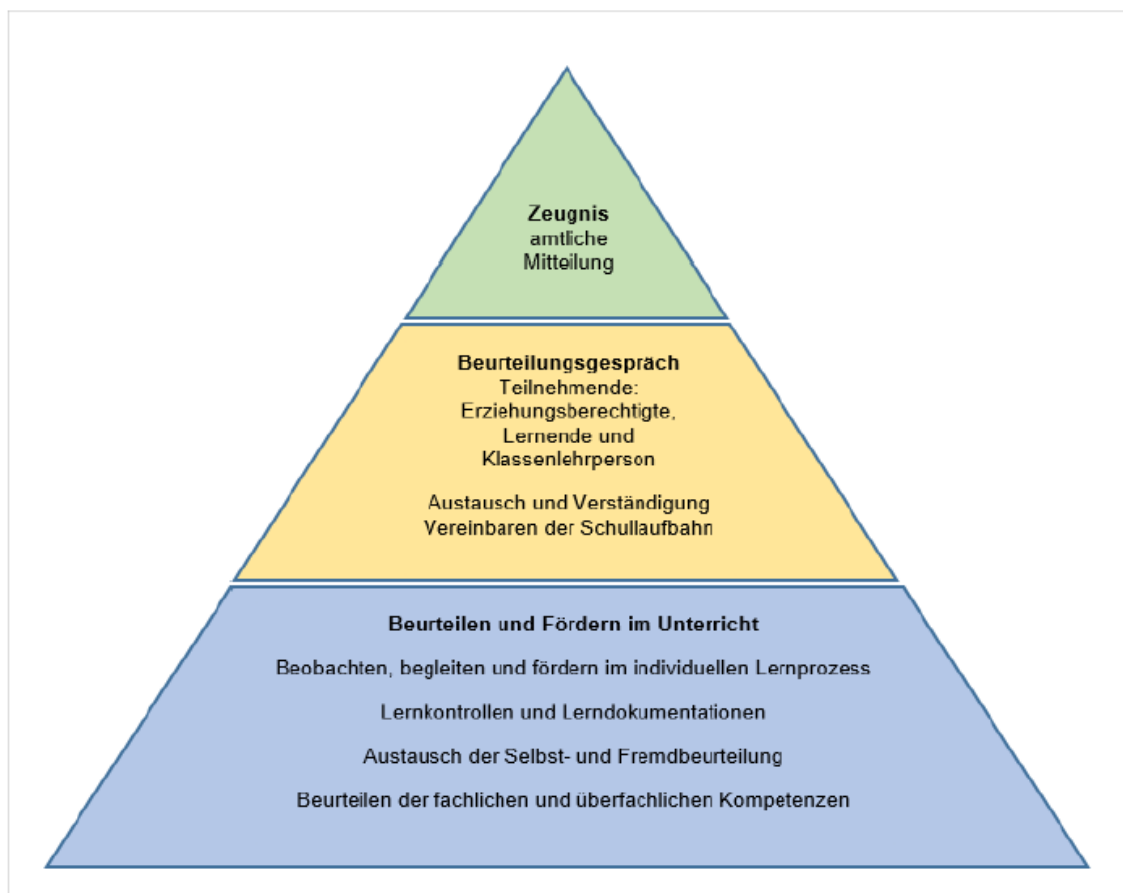 Zeugnis
amtliche
Mitteilung
Beurteilungsgespräch
Teilnehmende:
Erziehungsberechtigte,
Lernende und
Klassenlehrperson
Austausch und Verständigung
Vereinbaren der Schullaufbahn
Beurteilen und Fördern im Unterricht
Beobachten, begleiten und fördern im individuellen Lernprozess
Lernkontrollen und Lerndokumentationen
Austausch der Selbst- und Fremdbeurteilung
Beurteilen der fachlichen und überfachlichen Kompetenzen